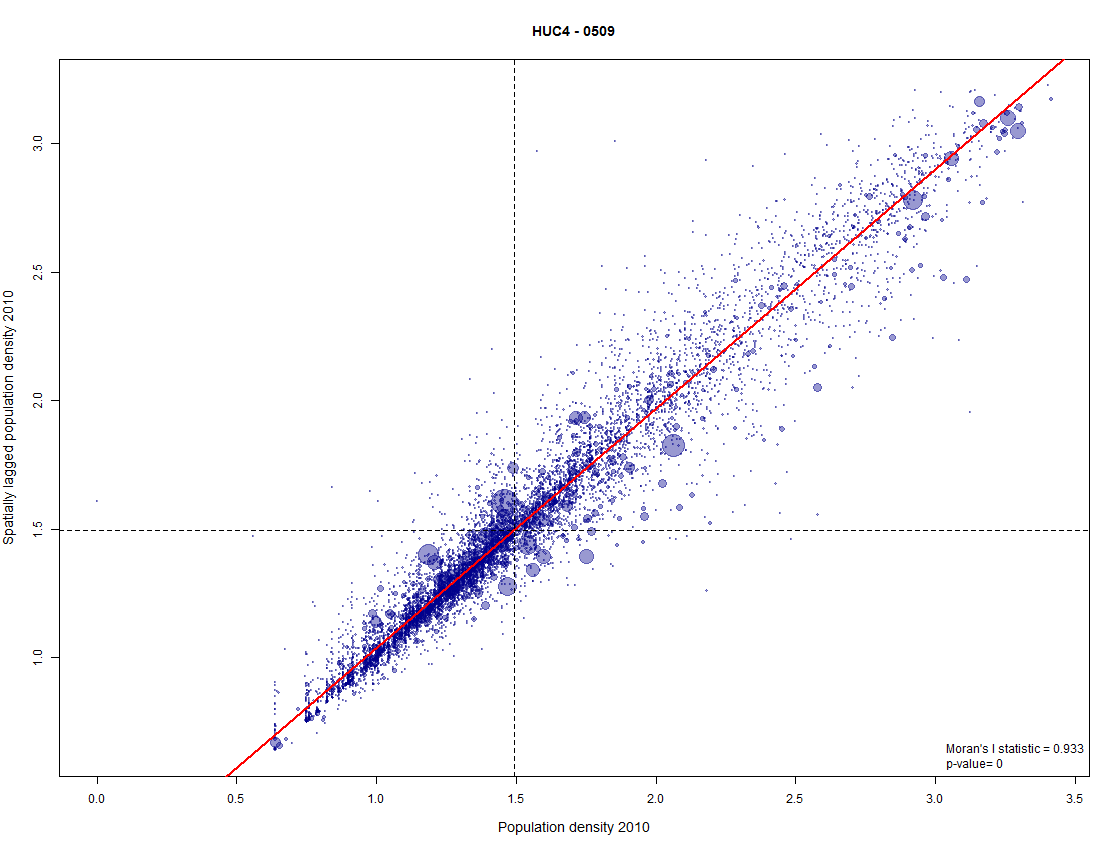 HUC4 - 0509
Spatially lagged population density 2010
3.0
2.5
2.0
1.5
1.0
Moran's I statistic = 0.933
p-value= 0
0.0 0.5 1.0 1.5 2.0 2.5 3.0 3.5
Population density 2010